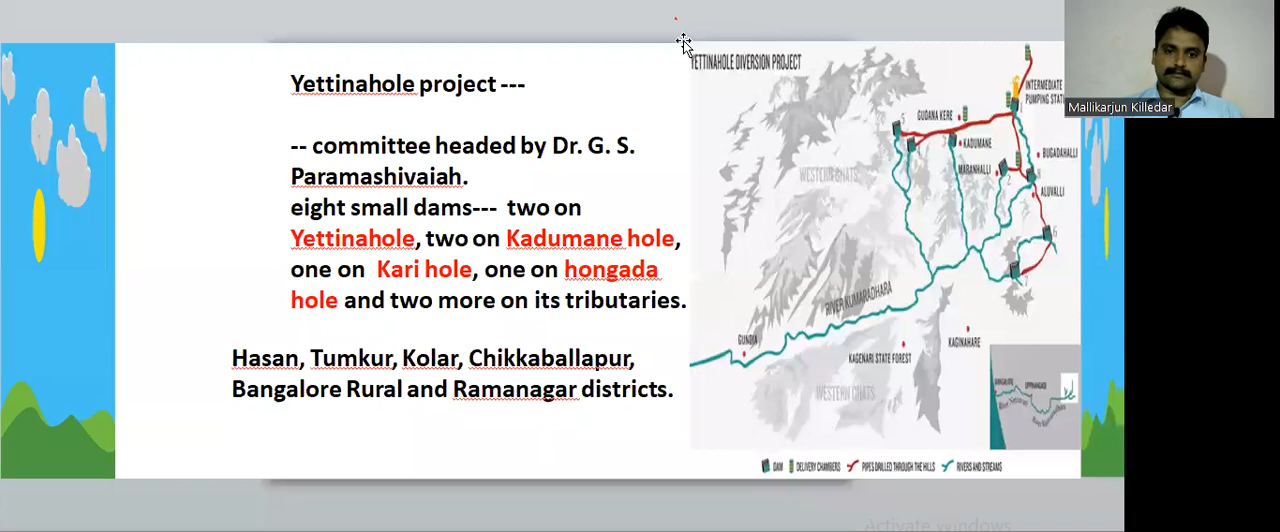 Yettinahole project ---
-- committee headed by Dr. G. S.
Paramashivaiah.
eight small dams--- two on
Yettinahole, two on Kadumane hole,
one on Kari hole, one on hongada
hole and two more on its tributaries.
Hasan, Tumkur, Kolar, Chikkaballapur,
Bangalore Rural and Ramanagar districts.
YETTINAHOLE DIVERSION PROJECT
INTERMEDIATE
PUMPING STATI
GUDANA KERE
KADUMANE
BUGADAHALLI
MARANHALLI
WESTERN GHATS
ALUVALLI
RIVER KUMARADHARA
GUNDIA
KAGINAHARE
KAGENARI STATE FOREST
WESTERN GHATS
DAM
DELIVERY CHAMBERS
PIPES DRILLED THROUGH THE HILLS
RIVERS AND STREAMS
Mallikarjun Killedar
Activate Windows